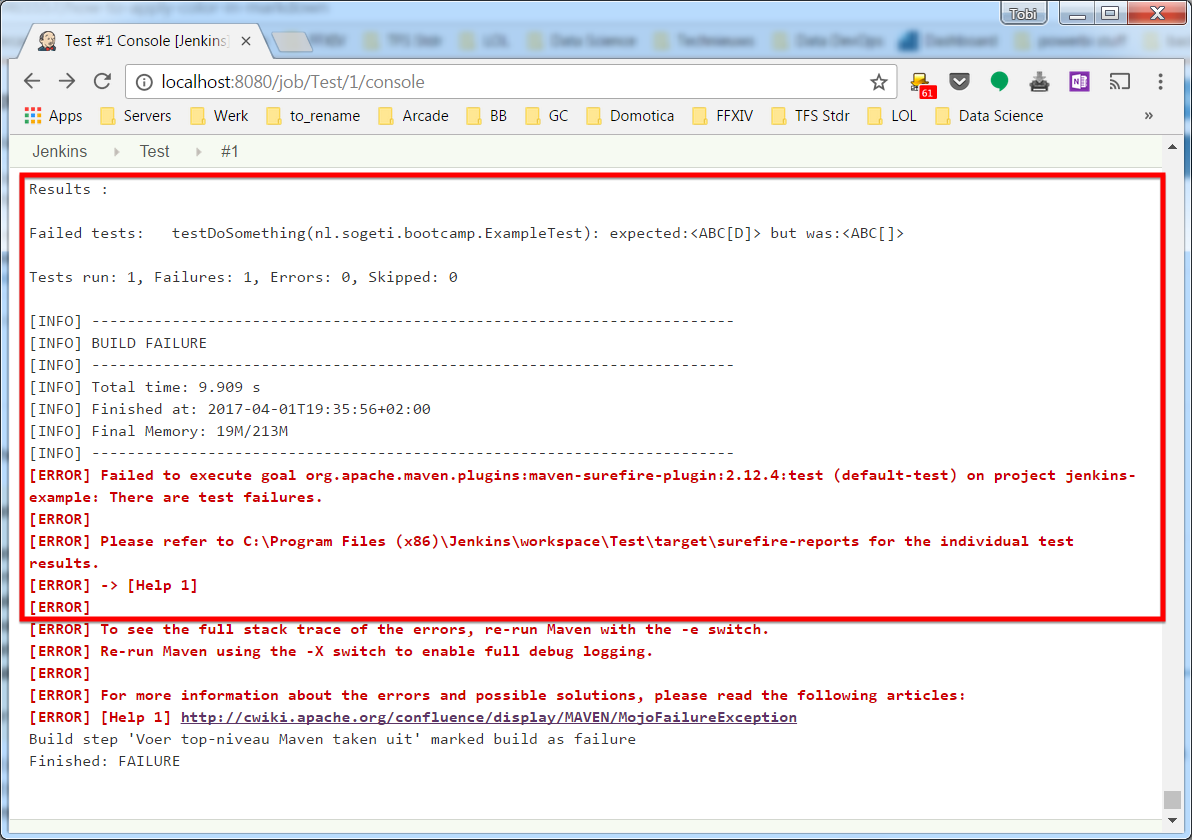 Tobi
Test #1 Console [Jenkins]
localhost:8080/job/Test/1/console
61
Apps Servers Werk to_rename Arcade BB GC Domotica FFXIV TFS Stdr LOL Data Science »
Jenkins Test #1
Results :
Failed tests:   testDoSomething(nl.sogeti.bootcamp.ExampleTest): expected:<ABC[D]> but was:<ABC[]>
Tests run: 1, Failures: 1, Errors: 0, Skipped: 0
[INFO] ------------------------------------------------------------------------
[INFO] BUILD FAILURE
[INFO] ------------------------------------------------------------------------
[INFO] Total time: 9.909 s
[INFO] Finished at: 2017-04-01T19:35:56+02:00
[INFO] Final Memory: 19M/213M
[INFO] ------------------------------------------------------------------------
[ERROR] Failed to execute goal org.apache.maven.plugins:maven-surefire-plugin:2.12.4:test (default-test) on project jenkins-
example: There are test failures.
[ERROR]
[ERROR] Please refer to C:\Program Files (x86)\Jenkins\workspace\Test\target\surefire-reports for the individual test
results.
[ERROR] -> [Help 1]
[ERROR]
[ERROR] To see the full stack trace of the errors, re-run Maven with the -e switch.
[ERROR] Re-run Maven using the -X switch to enable full debug logging.
[ERROR]
[ERROR] For more information about the errors and possible solutions, please read the following articles:
[ERROR] [Help 1] http://cwiki.apache.org/confluence/display/MAVEN/MojoFailureException
Build step 'Voer top-niveau Maven taken uit' marked build as failure
Finished: FAILURE